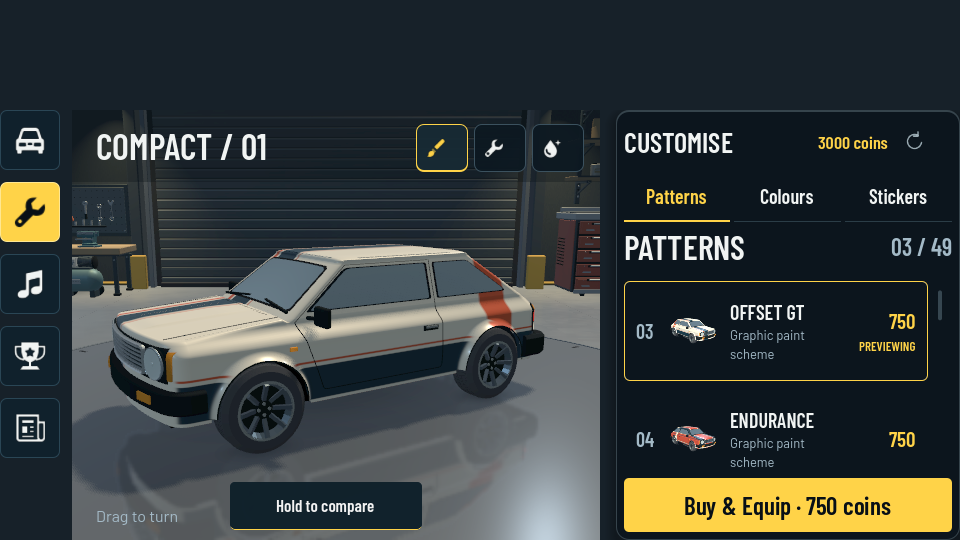 COMPACT / 01
Hold to compare
Drag to turn
CUSTOMISE
3000 coins
Patterns
Colours
Stickers
PATTERNS
03 / 49
03
OFFSET GT
Graphic paint
scheme
750
PREVIEWING
04
ENDURANCE
Graphic paint
scheme
750
Buy & Equip · 750 coins